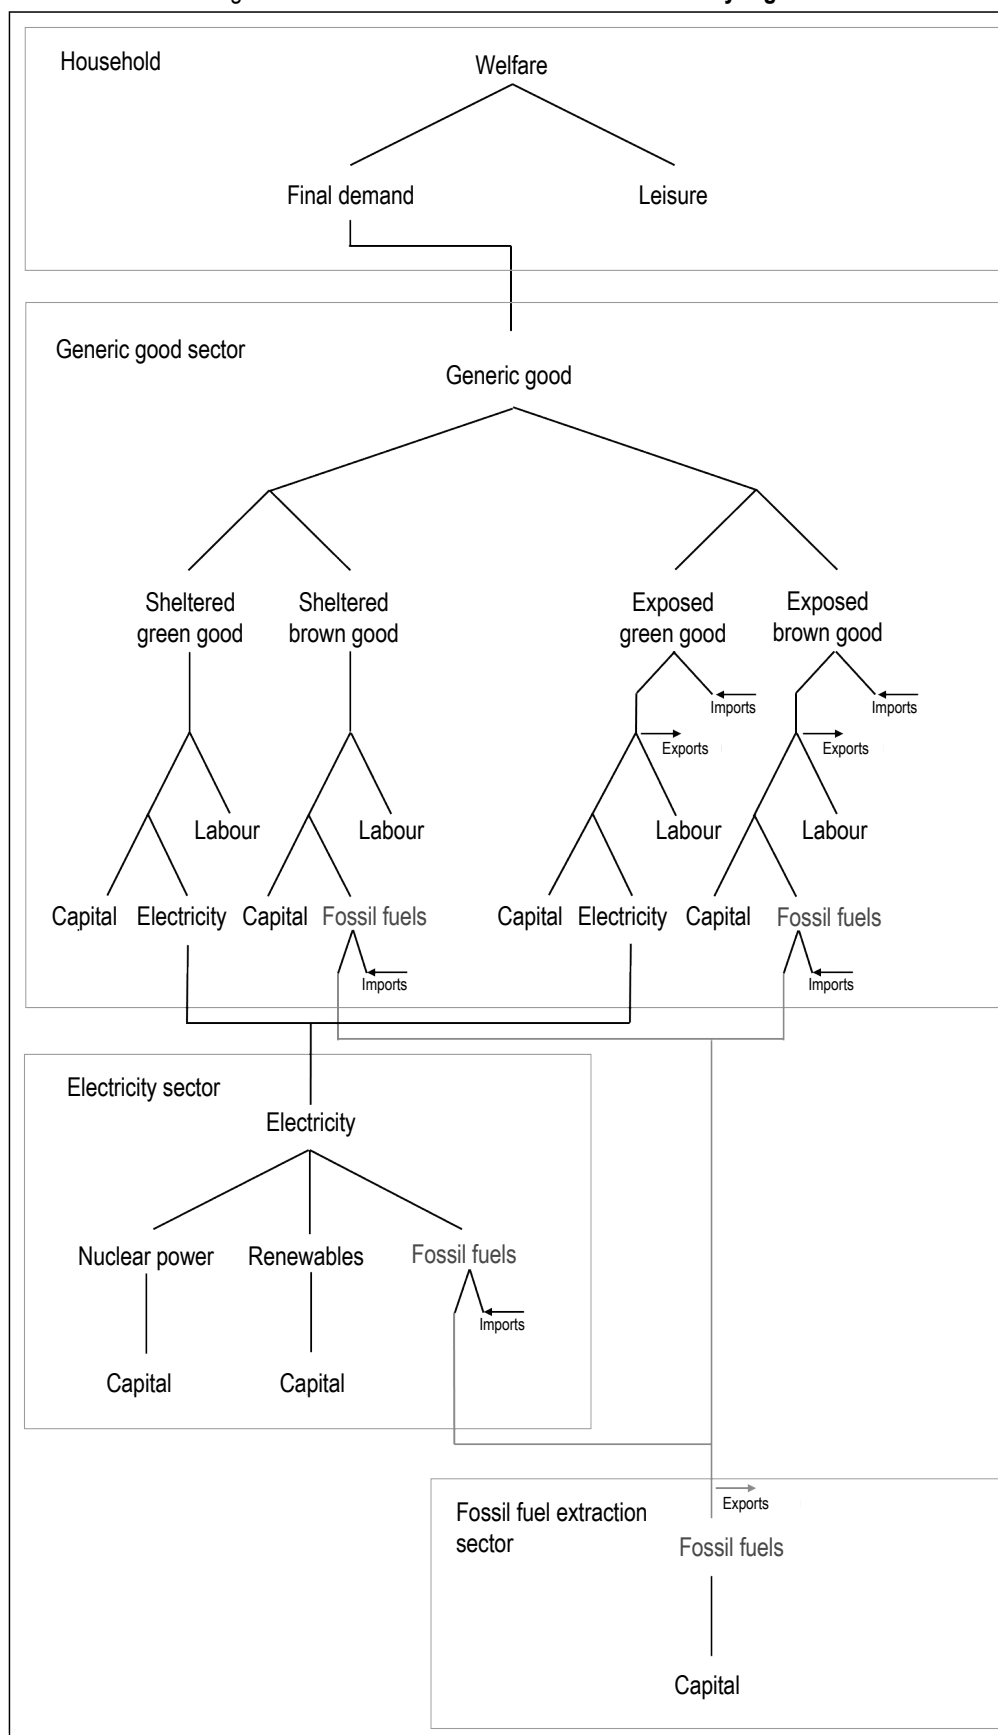 Household
Welfare
Final demand
Leisure
Generic good sector
Generic good
Sheltered
green good
Sheltered
brown good
Exposed
green good
Exposed
brown good
Imports
Imports
Exports
Exports
Labour
Labour
Labour
Labour
Capital
Electricity
Capital
Fossil fuels
Capital
Electricity
Capital
Fossil fuels
Imports
Imports
Electricity sector
Electricity
Nuclear power
Renewables
Fossil fuels
Imports
Capital
Capital
Exports
Fossil fuel extraction
sector
Fossil fuels
Capital